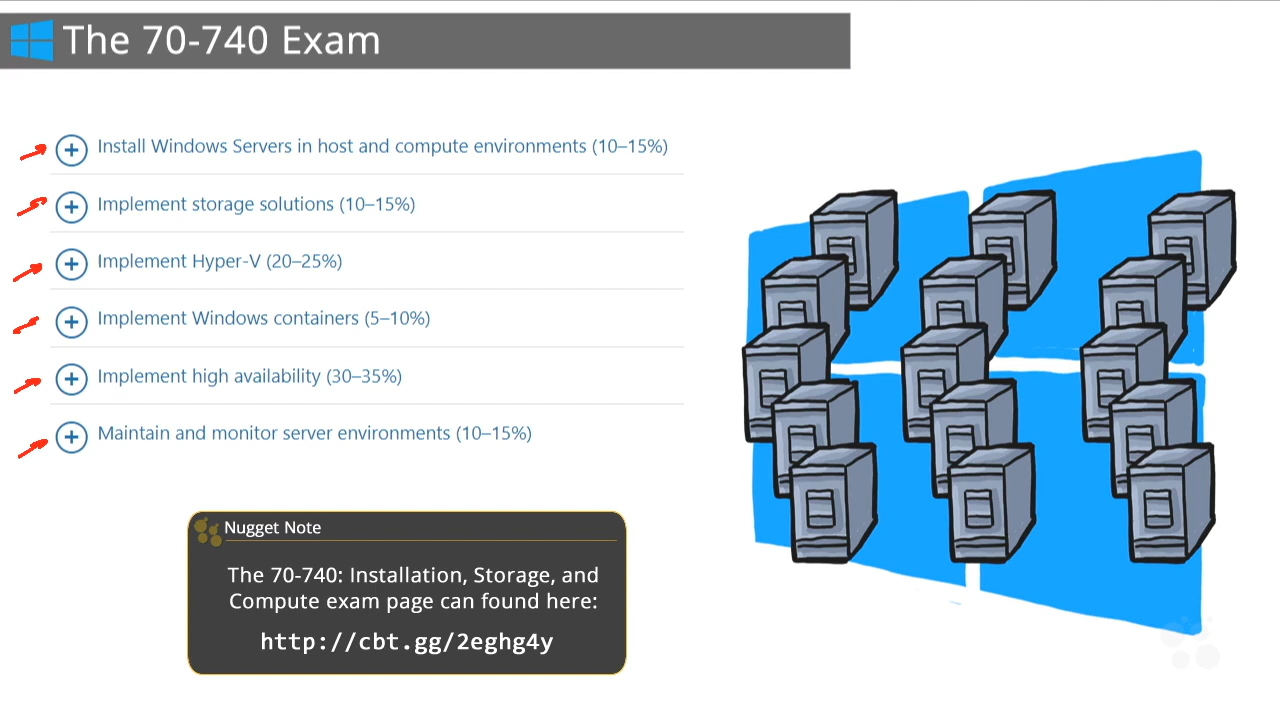 The 70-740 Exam
Install Windows Servers in host and compute environments (10–15%)
Implement storage solutions (10–15%)
Implement Hyper-V (20–25%)
Implement Windows containers (5–10%)
Implement high availability (30–35%)
Maintain and monitor server environments (10–15%)
Nugget Note
The 70-740: Installation, Storage, and
Compute exam page can found here:
http://cbt.gg/2eghg4y